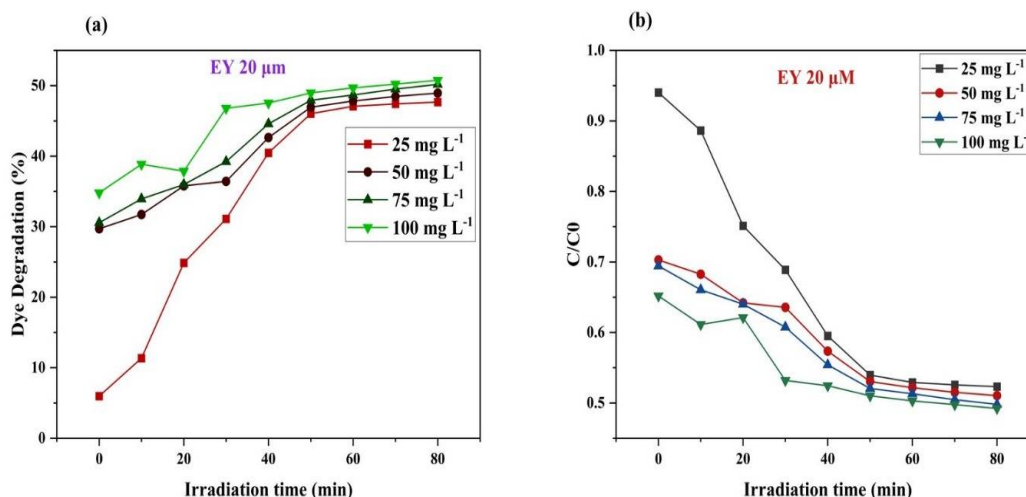 (a)
EY 20 μm
Dye Degradation (%)
50
40
30
20
10
0
25 mg L⁻¹
50 mg L⁻¹
75 mg L⁻¹
100 mg L⁻¹
0 20 40 60 80
Irradiation time (min)
(b)
EY 20 μM
C/C0
1.0
0.9
0.8
0.7
0.6
0.5
25 mg L⁻¹
50 mg L⁻¹
75 mg L⁻¹
100 mg L⁻¹
0 20 40 60 80
Irradiation time (min)